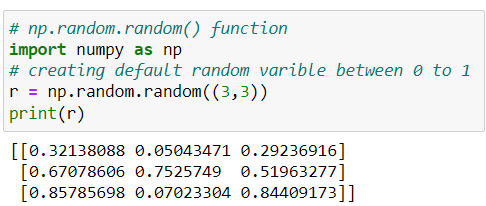 # np.random.random() function
import numpy as np
# creating default random varible between 0 to 1
r = np.random.random((3,3))
print(r)
[[0.32138088 0.05043471 0.29236916]
 [0.67078606 0.7525749  0.51963277]
 [0.85785698 0.07023304 0.84409173]]